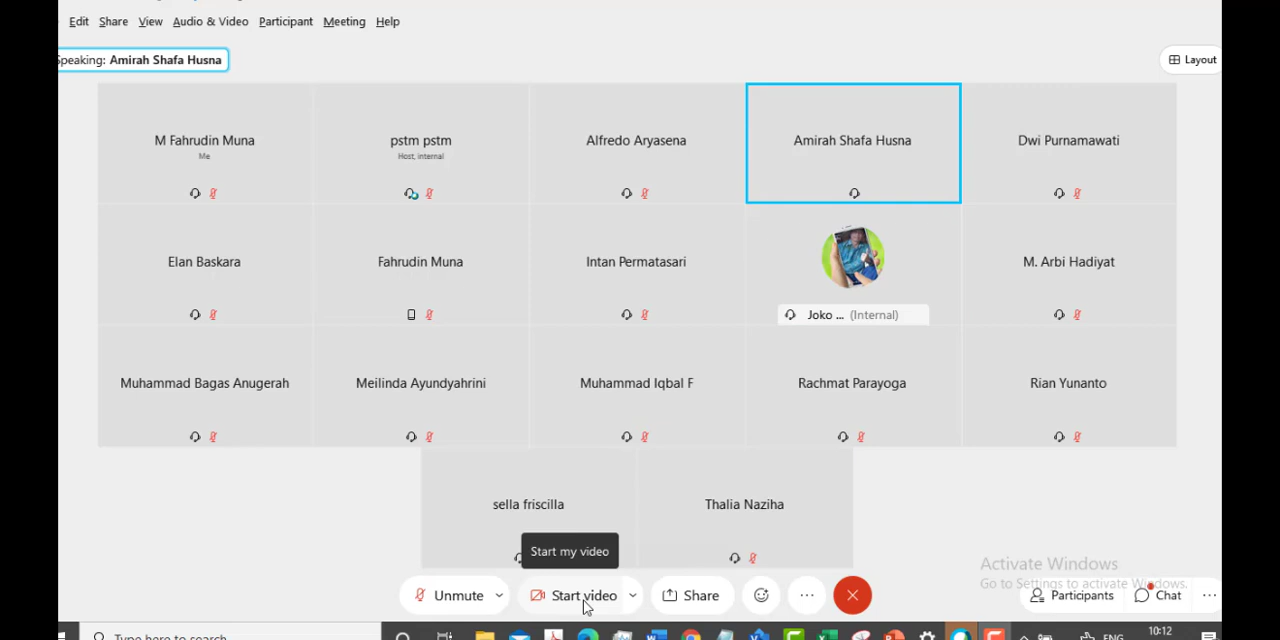 Edit Share View Audio & Video Participant Meeting Help
Speaking: Amirah Shafa Husna
Layout
M Fahrudin Muna
Me
pstm pstm
Host, internal
Alfredo Aryasena
Amirah Shafa Husna
Dwi Purnamawati
Elan Baskara
Fahrudin Muna
Intan Permatasari
Joko ... (Internal)
M. Arbi Hadiyat
Muhammad Bagas Anugerah
Meilinda Ayundyahrini
Muhammad Iqbal F
Rachmat Parayoga
Rian Yunanto
sella friscilla
Thalia Naziha
Start my video
Activate Windows
Go to Settings to activate Windows.
Unmute
Start video
Share
Participants
Chat
Type here to search
ENG
10:12